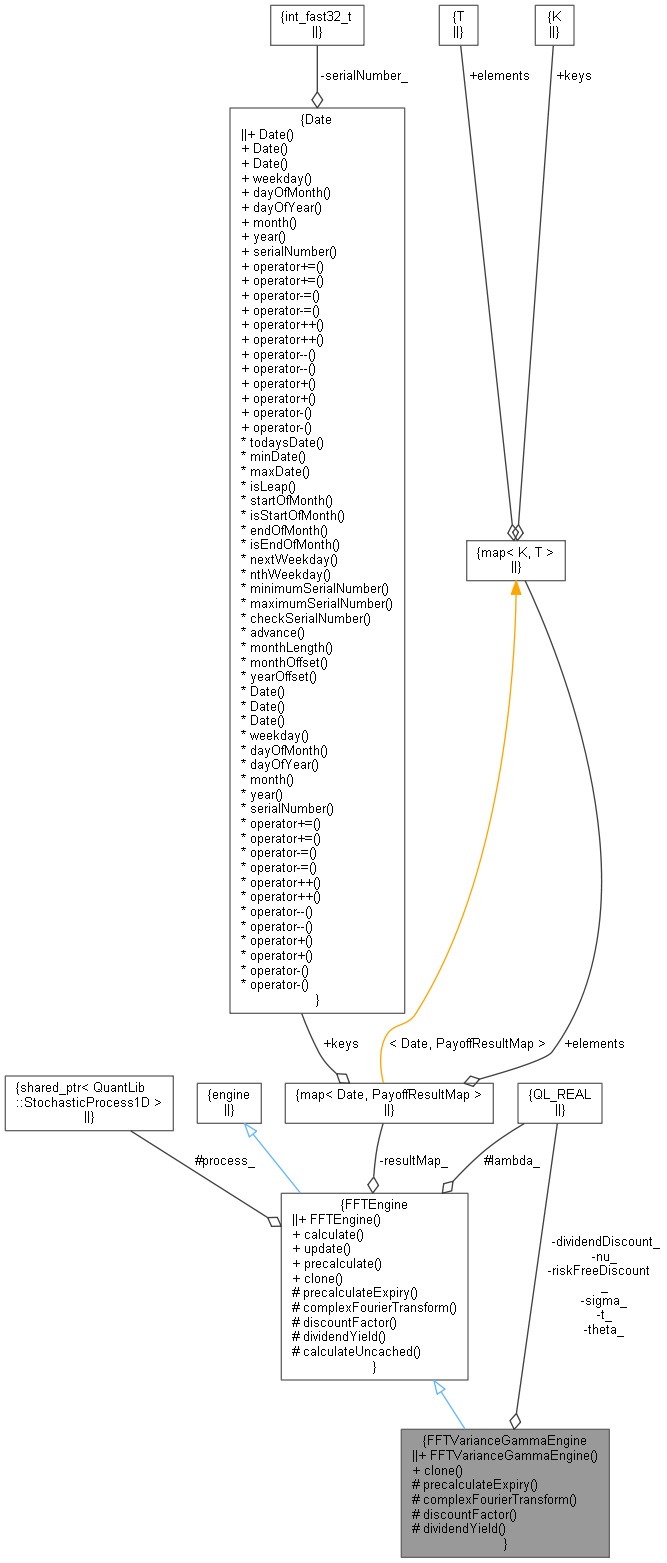 {int_fast32_t
||}
{T
||}
{K
||}
-serialNumber_
+elements
+keys
{Date
||+ Date()
+ Date()
+ Date()
+ weekday()
+ dayOfMonth()
+ dayOfYear()
+ month()
+ year()
+ serialNumber()
+ operator+=()
+ operator+=()
+ operator-=()
+ operator-=()
+ operator++()
+ operator++()
+ operator--()
+ operator--()
+ operator+()
+ operator+()
+ operator-()
+ operator-()
* todaysDate()
* minDate()
* maxDate()
* isLeap()
* startOfMonth()
* isStartOfMonth()
* endOfMonth()
* isEndOfMonth()
* nextWeekday()
* nthWeekday()
* minimumSerialNumber()
* maximumSerialNumber()
* checkSerialNumber()
* advance()
* monthLength()
* monthOffset()
* yearOffset()
* Date()
* Date()
* Date()
* weekday()
* dayOfMonth()
* dayOfYear()
* month()
* year()
* serialNumber()
* operator+=()
* operator+=()
* operator-=()
* operator-=()
* operator++()
* operator++()
* operator--()
* operator--()
* operator+()
* operator+()
* operator-()
* operator-()
}
{map< K, T >
||}
+keys
< Date, PayoffResultMap >
+elements
{shared_ptr< QuantLib
::StochasticProcess1D >
||}
{engine
||}
{map< Date, PayoffResultMap >
||}
{QL_REAL
||}
#process_
-resultMap_
#lambda_
{FFTEngine
||+ FFTEngine()
+ calculate()
+ update()
+ precalculate()
+ clone()
# precalculateExpiry()
# complexFourierTransform()
# discountFactor()
# dividendYield()
# calculateUncached()
}
-dividendDiscount_
-nu_
-riskFreeDiscount
_
-sigma_
-t_
-theta_
{FFTVarianceGammaEngine
||+ FFTVarianceGammaEngine()
+ clone()
# precalculateExpiry()
# complexFourierTransform()
# discountFactor()
# dividendYield()
}